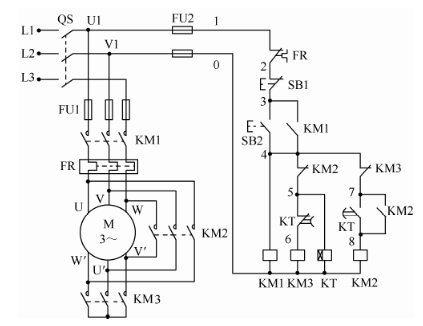 QS U1 FU2 1
L1
L2 V1 0
L3
FR
2
SB1
FU1 3
KM1 SB2 KM1
4
FR KM2 KM3
U V W 5 7
M 3~ KM2 KT KT KM2
W' V' 6 8
U'
KM1 KM3 KT KM2
KM3